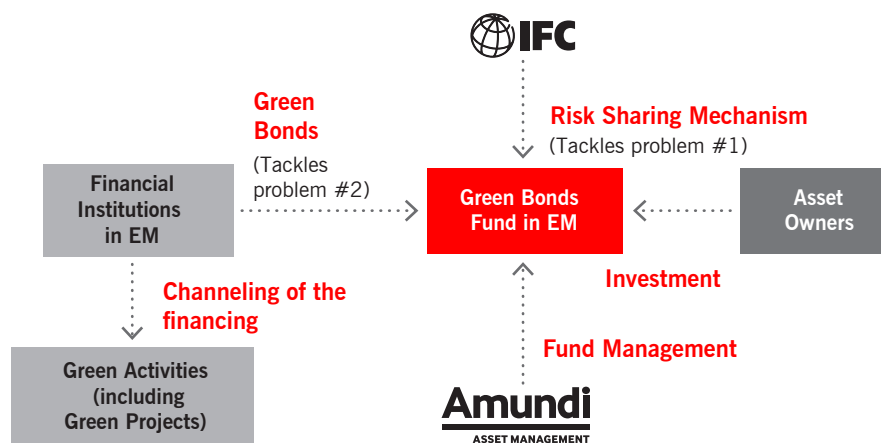 IFC
Green
Bonds
(Tackles
problem #2)
Risk Sharing Mechanism
(Tackles problem #1)
Financial
Institutions
in EM
Green Bonds
Fund in EM
Asset
Owners
Channeling of the
financing
Investment
Fund Management
Green Activities
(including
Green Projects)
Amundi
ASSET MANAGEMENT